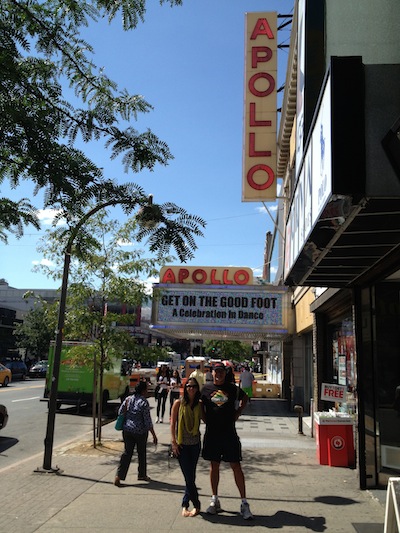 APOLLO
APOLLO
GET ON THE GOOD FOOT
A Celebration In Dance
FREE